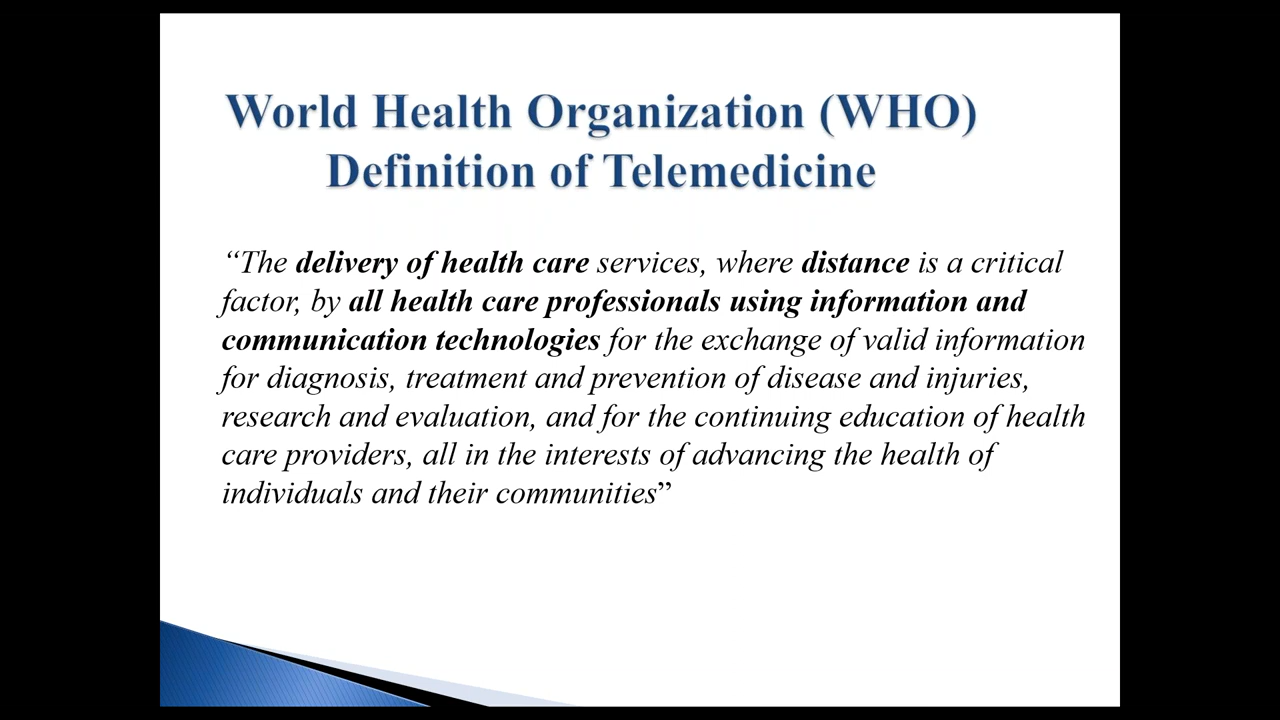 World Health Organization (WHO)
Definition of Telemedicine
“The delivery of health care services, where distance is a critical
factor, by all health care professionals using information and
communication technologies for the exchange of valid information
for diagnosis, treatment and prevention of disease and injuries,
research and evaluation, and for the continuing education of health
care providers, all in the interests of advancing the health of
individuals and their communities”